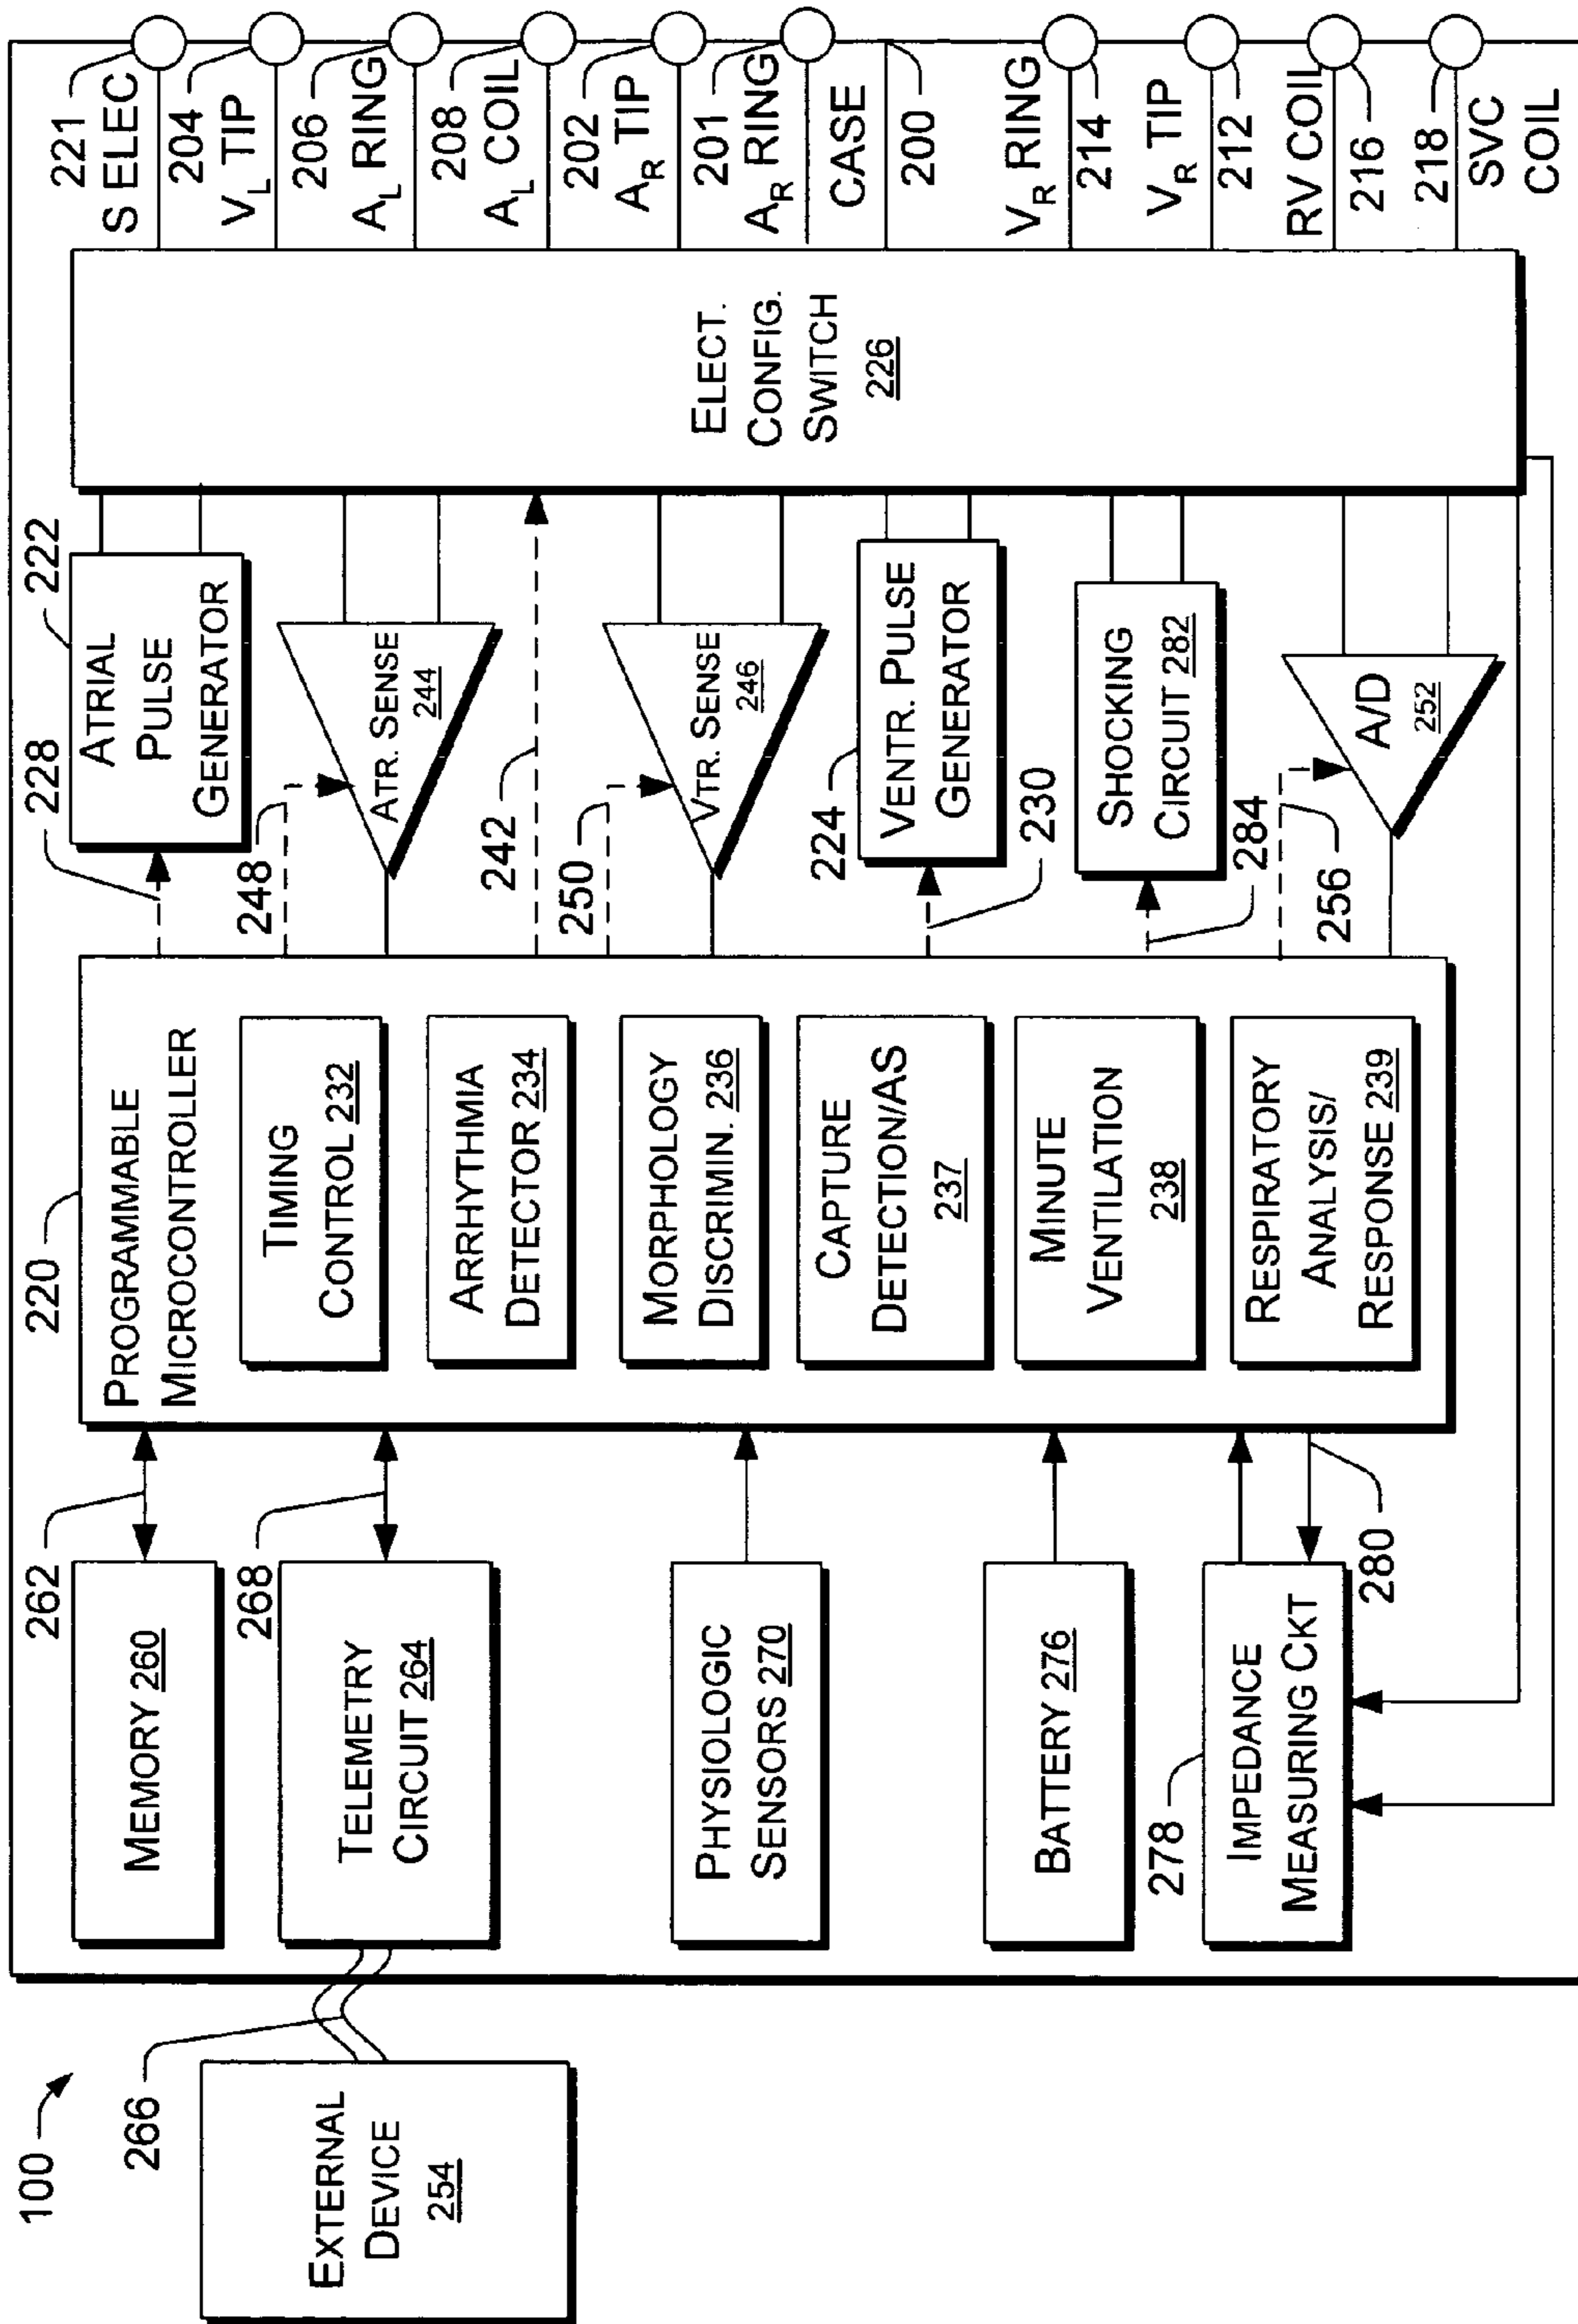 100
EXTERNAL
DEVICE
254
266
MEMORY 260
262
TELEMETRY
CIRCUIT 264
268
PHYSIOLOGIC
SENSORS 270
BATTERY 276
278
IMPEDANCE
MEASURING CKT
280
220
PROGRAMMABLE
MICROCONTROLLER
TIMING
CONTROL 232
ARRHYTHMIA
DETECTOR 234
MORPHOLOGY
DISCRIMIN. 236
CAPTURE
DETECTION/AS
237
MINUTE
VENTILATION
238
RESPIRATORY
ANALYSIS/
RESPONSE 239
228
222
ATRIAL
PULSE
GENERATOR
248
ATR. SENSE
244
242
250
VTR. SENSE
246
224
VENTR. PULSE
GENERATOR
230
SHOCKING
CIRCUIT 282
284
256
A/D
252
ELECT.
CONFIG.
SWITCH
226
221
S ELEC
204
VL TIP
206
AL RING
208
AL COIL
202
AR TIP
201
AR RING
CASE
200
VR RING
214
VR TIP
212
RV COIL
216
218
SVC
COIL